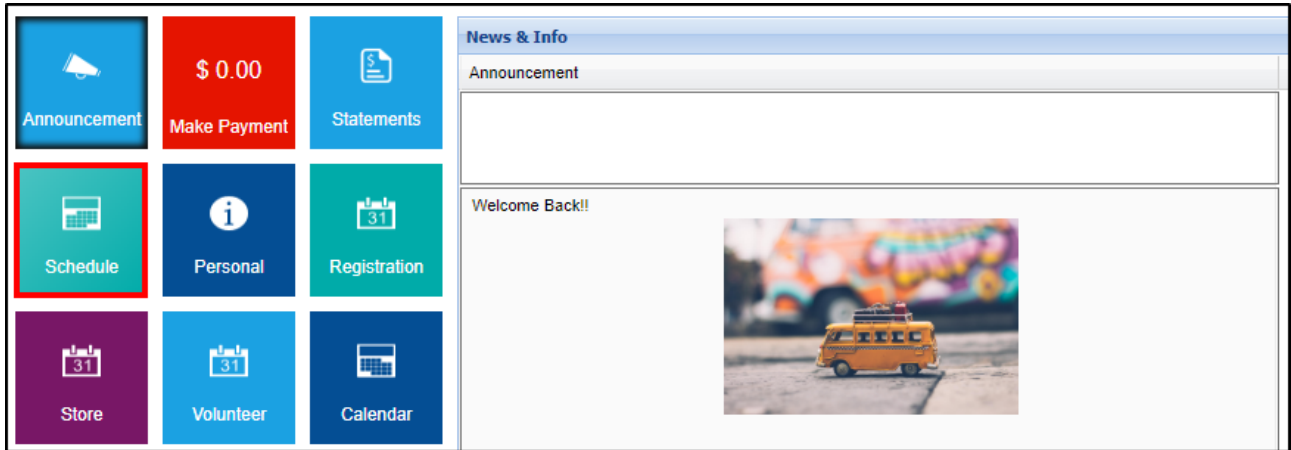 Announcement
$ 0.00
Make Payment
$
Statements
Schedule
i
Personal
31
Registration
31
Store
31
Volunteer
Calendar
News & Info
Announcement
Welcome Back!!